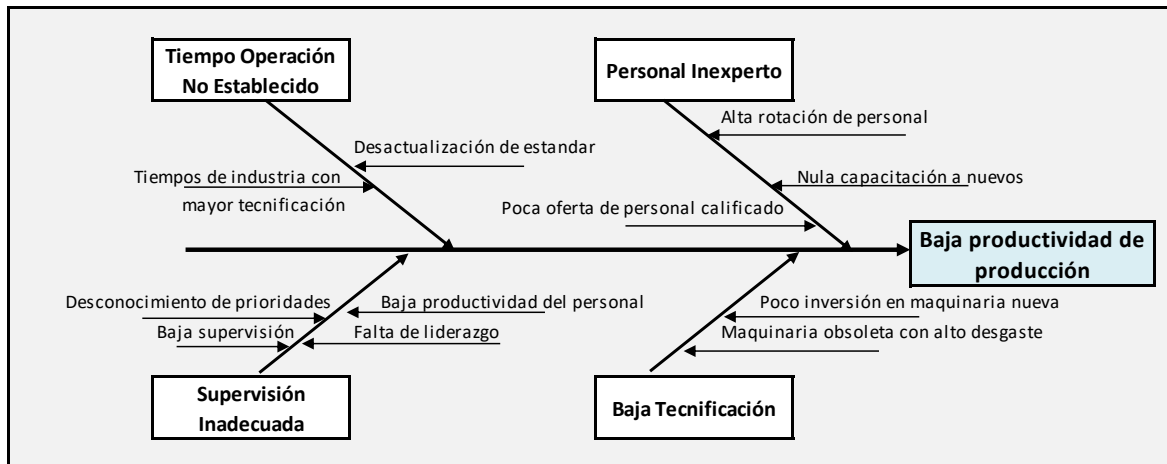 Tiempo Operación
No Establecido
Personal Inexperto
Alta rotación de personal
Desactualización de estandar
Tiempos de industria con
mayor tecnificación
Nula capacitación a nuevos
Poca oferta de personal calificado
Baja productividad de
producción
Desconocimiento de prioridades
Baja productividad del personal
Poco inversión en maquinaria nueva
Baja supervisión
Falta de liderazgo
Maquinaria obsoleta con alto desgaste
Supervisión
Inadecuada
Baja Tecnificación